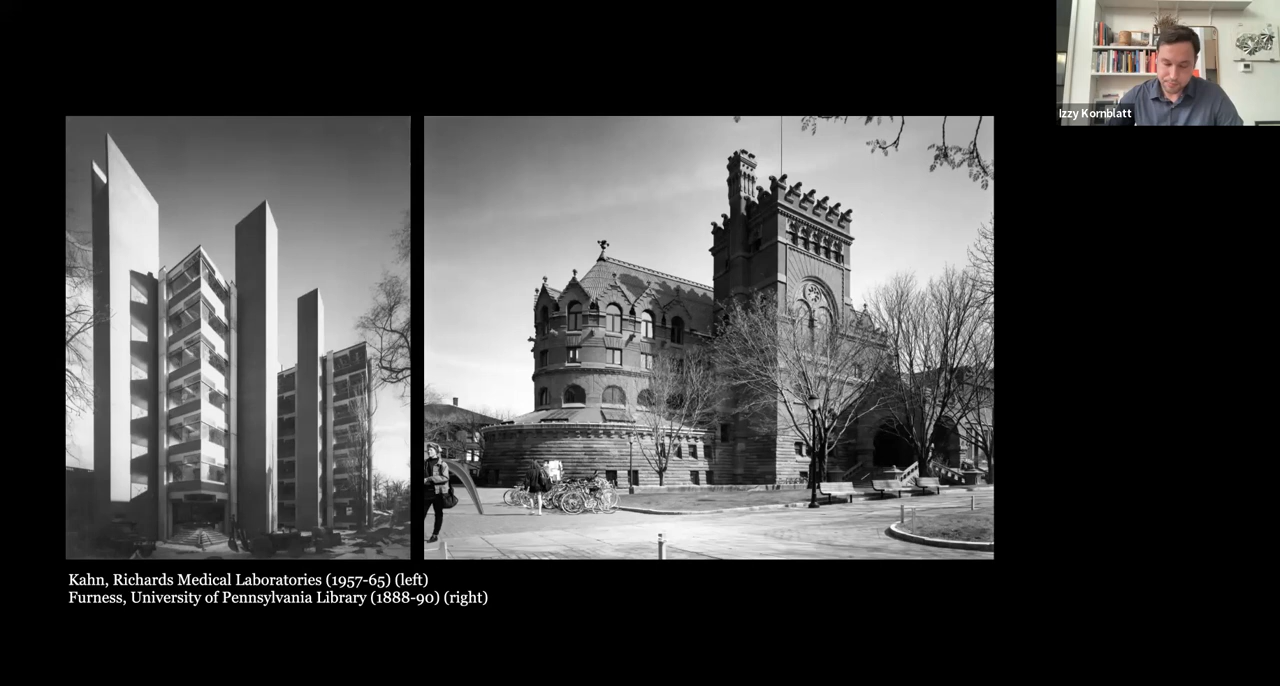 Izzy Kornblatt
Kahn, Richards Medical Laboratories (1957-65) (left)
Furness, University of Pennsylvania Library (1888-90) (right)